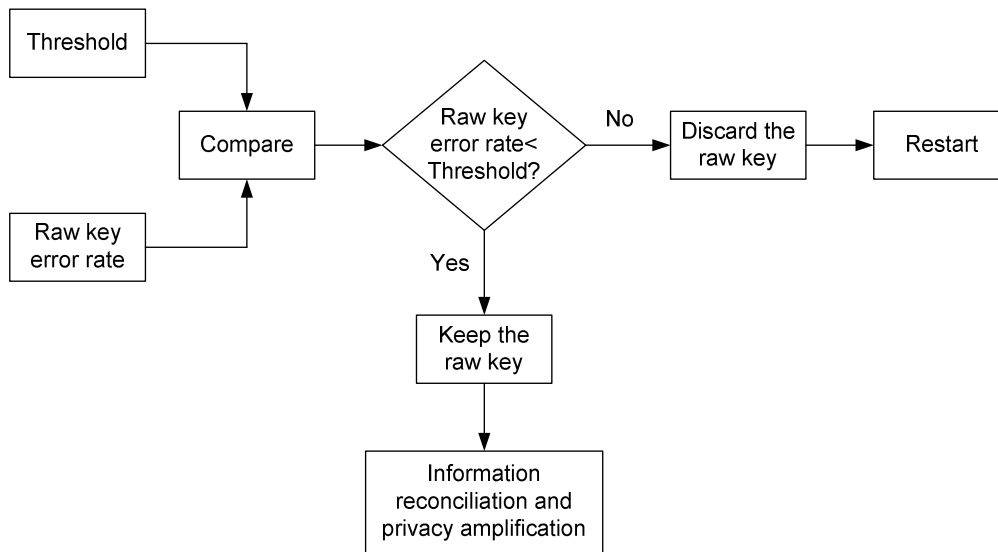 Threshold
Compare
Raw key
error rate
Raw key
error rate<
Threshold?
No
Discard the
raw key
Restart
Yes
Keep the
raw key
Information
reconciliation and
privacy amplification